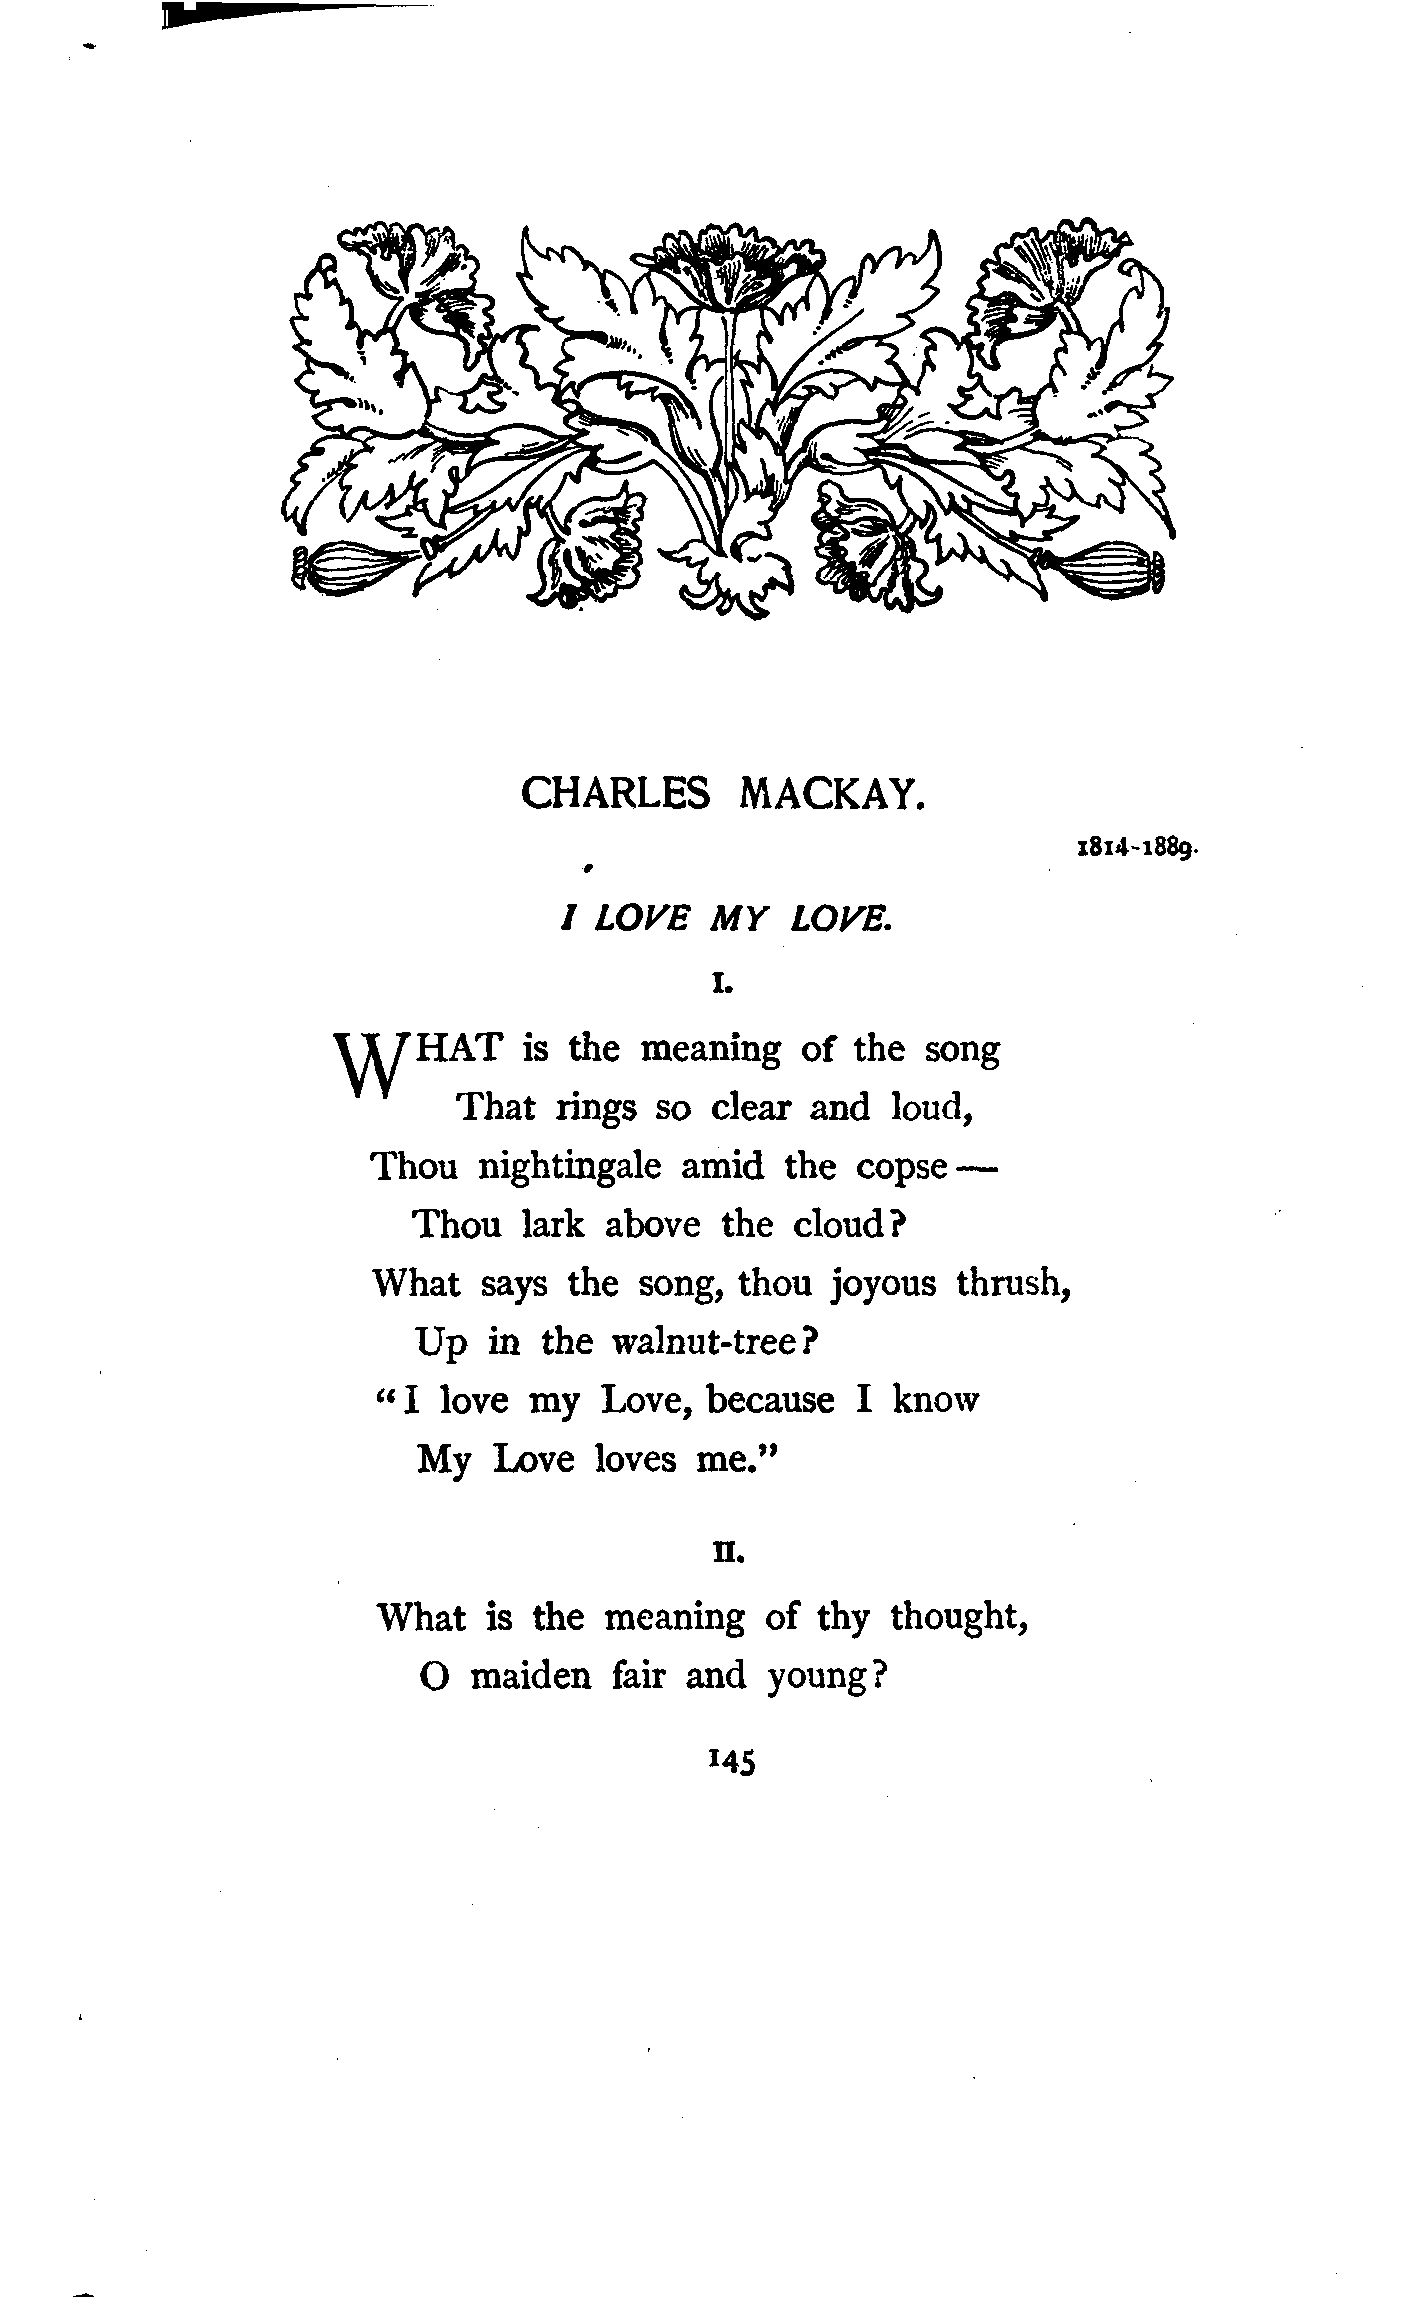 CHARLES MACKAY.
1814-1889.
I LOVE MY LOVE.
I.
WHAT is the meaning of the song
That rings so clear and loud,
Thou nightingale amid the copse—
Thou lark above the cloud?
What says the song, thou joyous thrush,
Up in the walnut-tree?
“I love my Love, because I know
My Love loves me.”
II.
What is the meaning of thy thought,
O maiden fair and young?
145